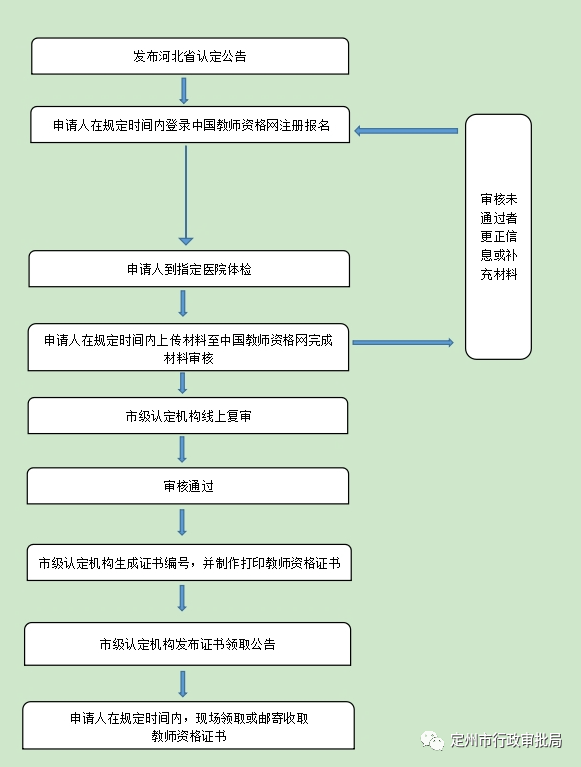 发布河北省认定公告
申请人在规定时间内登录中国教师资格网注册报名
审核未
通过者
更正信
息或补
充材料
申请人到指定医院体检
申请人在规定时间内上传材料至中国教师资格网完成
材料审核
市级认定机构线上复审
审核通过
市级认定机构生成证书编号，并制作打印教师资格证书
市级认定机构发布证书领取公告
申请人在规定时间内，现场领取或邮寄收取
教师资格证书
定州市行政审批局